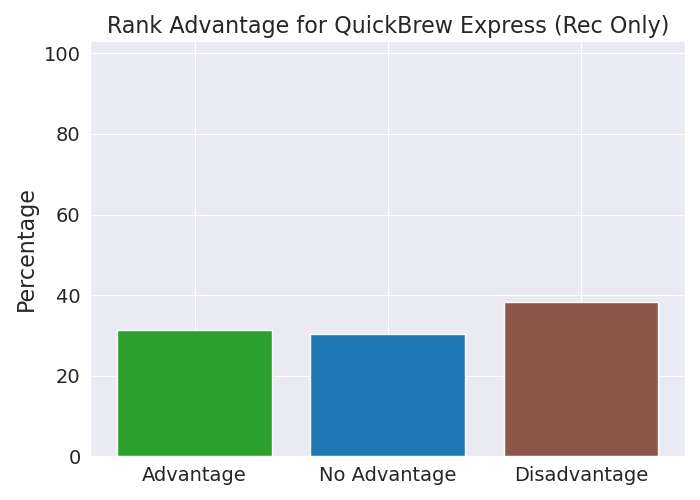 Rank Advantage for QuickBrew Express (Rec Only)
Percentage
100
80
60
40
20
0
Advantage
No Advantage
Disadvantage